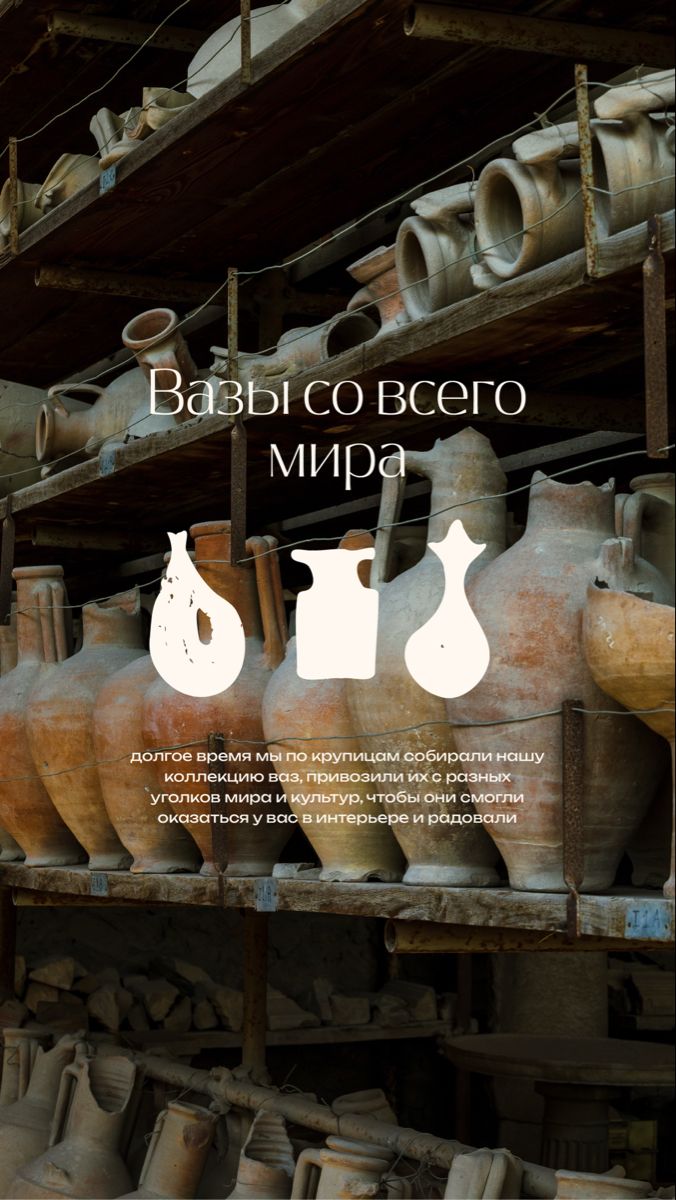 Вазы со всего
мира
долгое время мы по крупицам собирали нашу
коллекцию ваз, привозили их с разных
уголков мира и культур, чтобы они смогли
оказаться у вас в интерьере и радовали